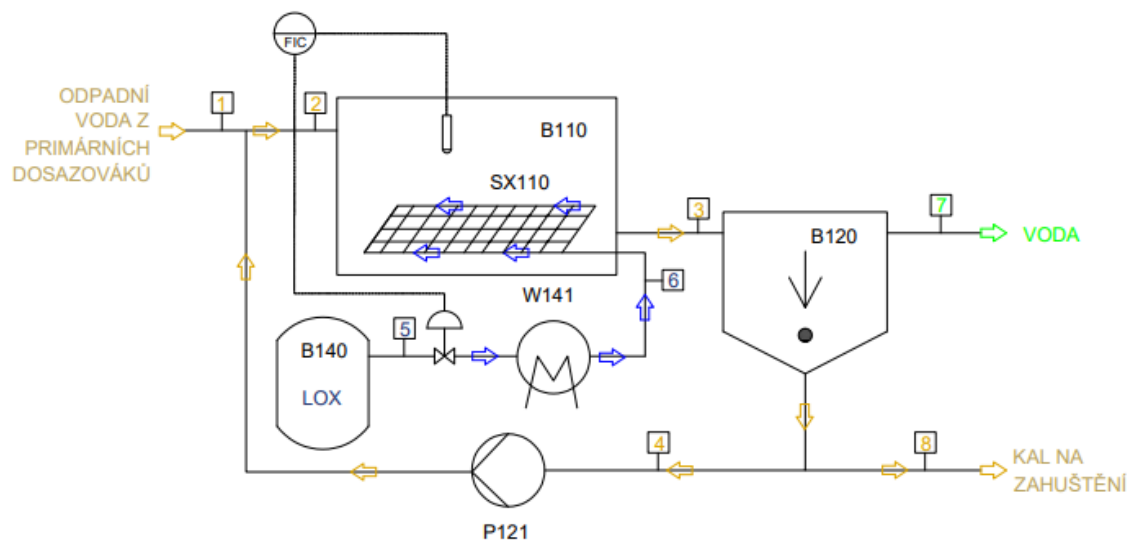 FIC
ODPADNÍ
VODA Z
PRIMÁRNÍCH
DOSAZOVÁKŮ
1
2
B110
SX110
3
B120
7
VODA
6
W141
5
B140
LOX
4
8
KAL NA
ZAHUŠTĚNÍ
P121